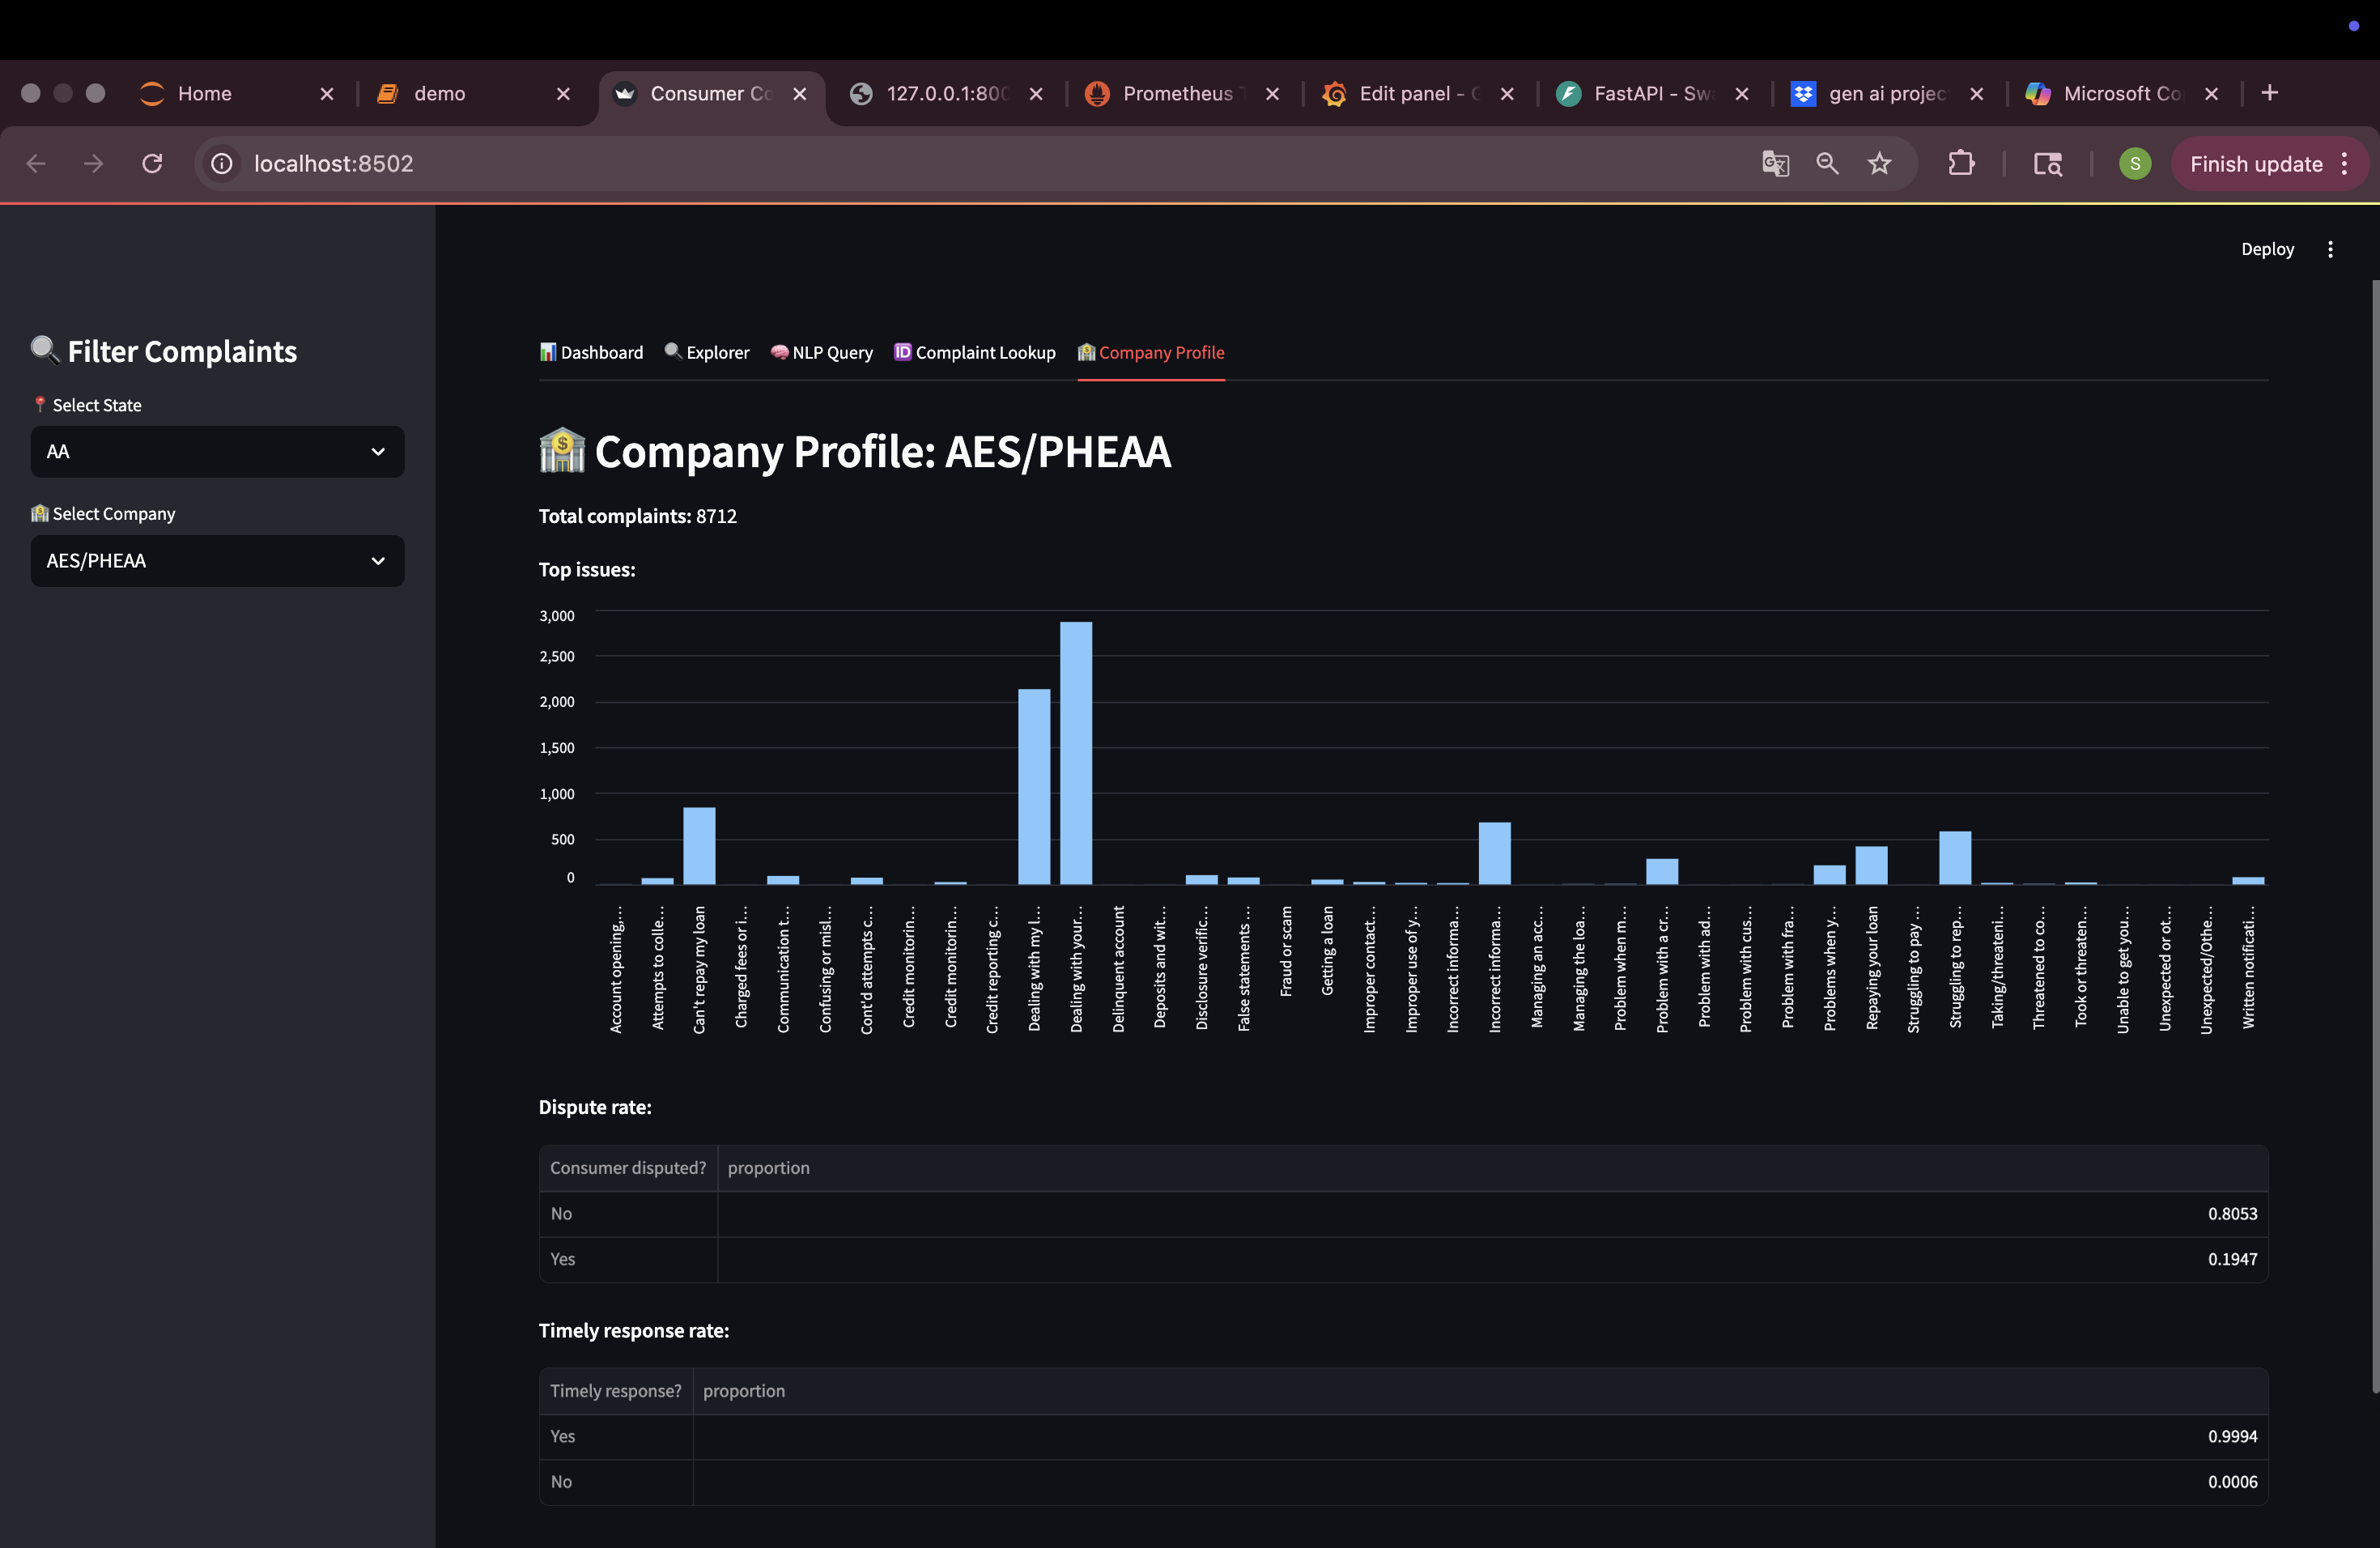 Home
demo
Consumer Co
127.0.0.1:800
Prometheus T
Edit panel - G
FastAPI - Swa
gen ai projec
Microsoft Co
localhost:8502
S
Finish update
Deploy
Filter Complaints
Select State
AA
Select Company
AES/PHEAA
Dashboard
Explorer
NLP Query
ID Complaint Lookup
Company Profile
Company Profile: AES/PHEAA
Total complaints: 8712
Top issues:
3,000
2,500
2,000
1,500
1,000
500
0
Account opening,...
Attempts to colle...
Can't repay my loan
Charged fees or i...
Communication t...
Confusing or misl...
Cont'd attempts c...
Credit monitorin...
Credit monitorin...
Credit reporting c...
Dealing with my l...
Dealing with your...
Delinquent account
Deposits and wit...
Disclosure verific...
False statements ...
Fraud or scam
Getting a loan
Improper contact...
Improper use of y...
Incorrect informa...
Incorrect informa...
Managing an acc...
Managing the loa...
Problem when m...
Problem with a cr...
Problem with ad...
Problem with cus...
Problem with fra...
Problems when y...
Repaying your loan
Struggling to pay ...
Struggling to rep...
Taking/threateni...
Threatened to co...
Took or threaten...
Unable to get you...
Unexpected or ot...
Unexpected/Othe...
Written notificati...
Dispute rate:
Consumer disputed? proportion
No 0.8053
Yes 0.1947
Timely response rate:
Timely response? proportion
Yes 0.9994
No 0.0006